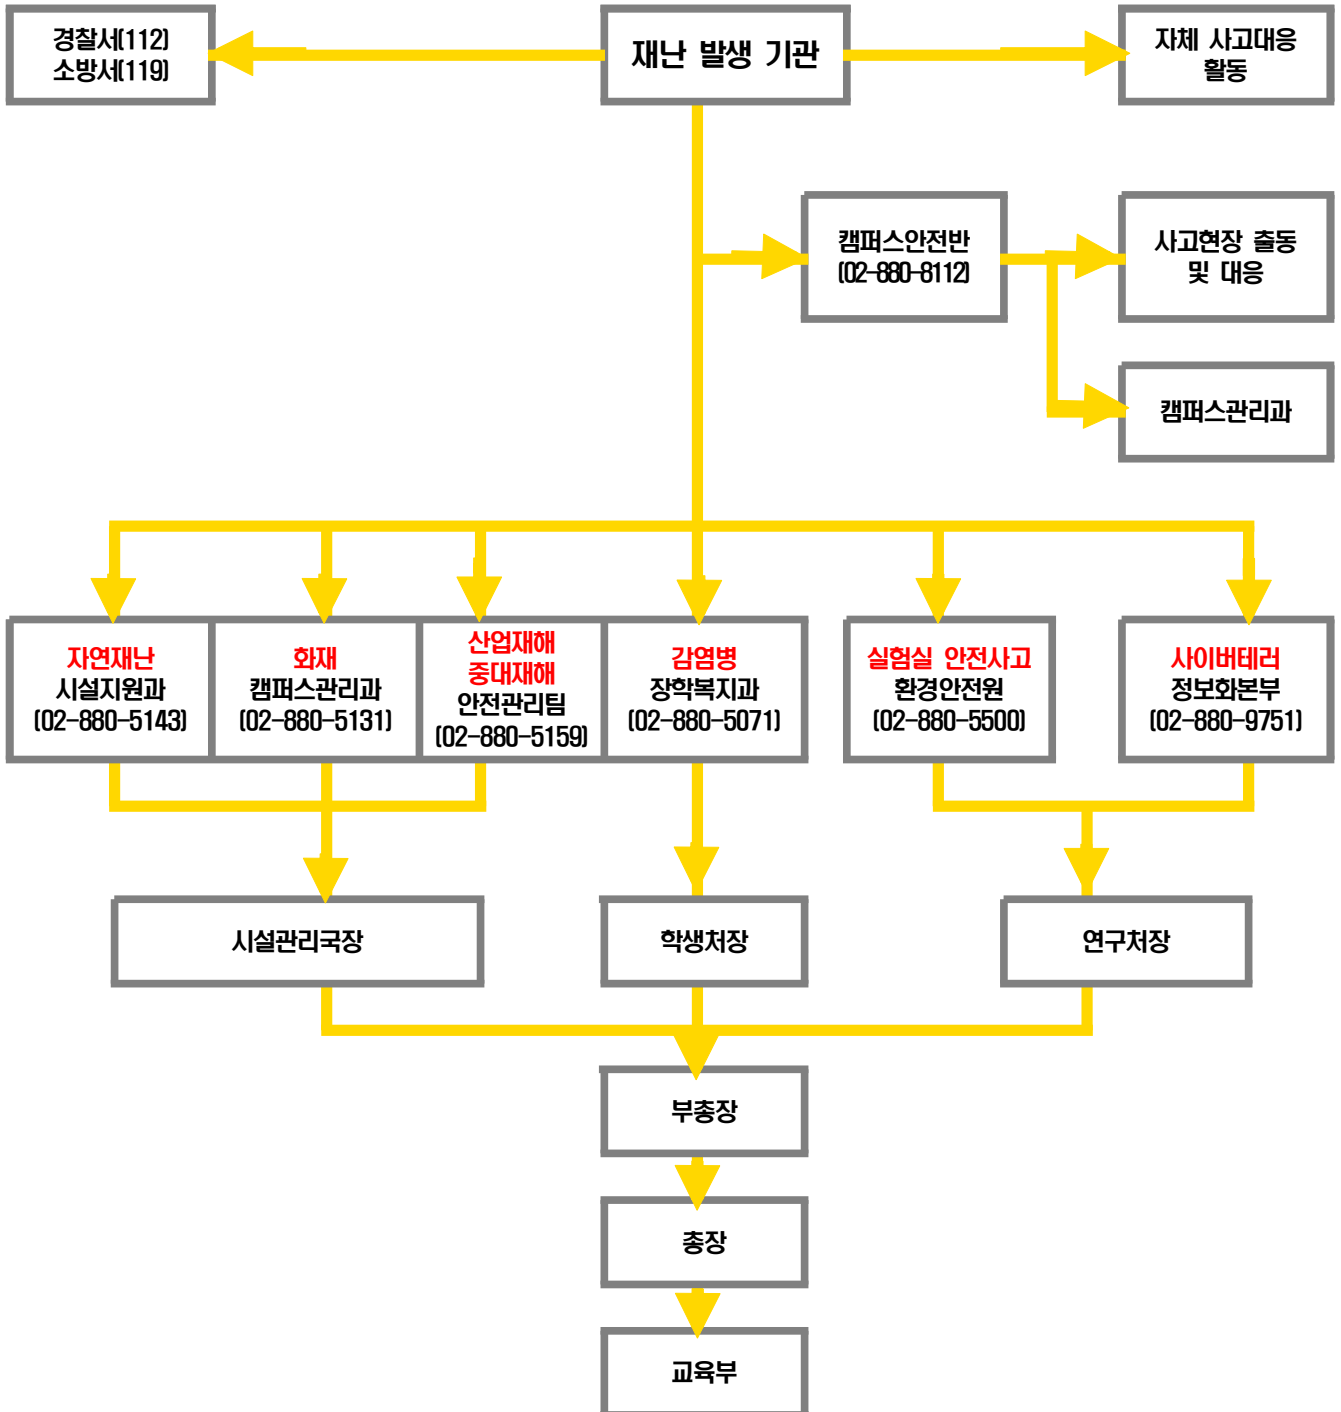 경찰서(112)
소방서(119)
재난 발생 기관
자체 사고대응
활동
캠퍼스안전반
(02-880-8112)
사고현장 출동
및 대응
캠퍼스관리과
자연재난
시설지원과
(02-880-5143)
화재
캠퍼스관리과
(02-880-5131)
산업재해
중대재해
안전관리팀
(02-880-5159)
감염병
장학복지과
(02-880-5071)
실험실 안전사고
환경안전원
(02-880-5500)
사이버테러
정보화본부
(02-880-9751)
시설관리국장
학생처장
연구처장
부총장
총장
교육부